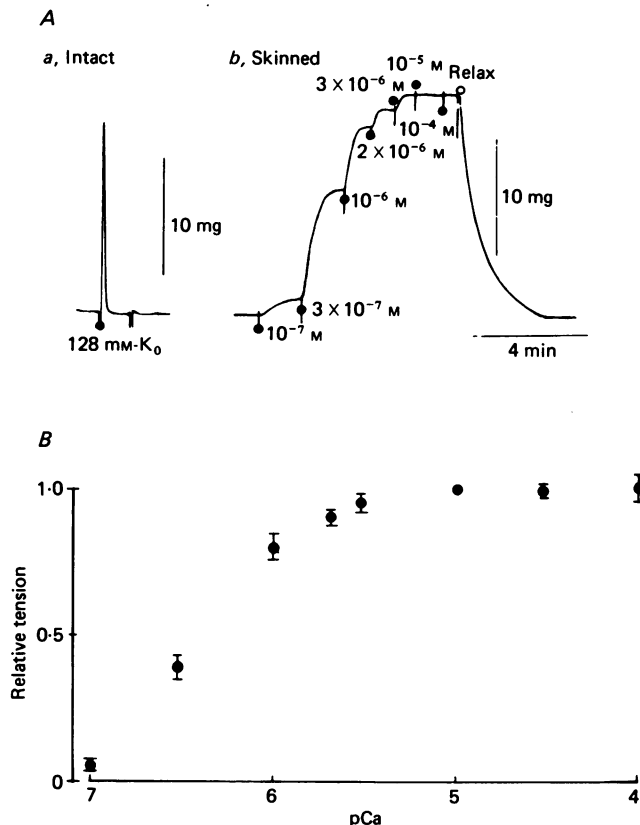 A
a, Intact
b, Skinned
10 mg
128 mM-K₀
10⁻⁷ M
3 × 10⁻⁷ M
10⁻⁶ M
2 × 10⁻⁶ M
3 × 10⁻⁶ M
10⁻⁵ M
10⁻⁴ M
Relax
10 mg
4 min
B
Relative tension
1·0
0·5
0
7
6
5
4
pCa